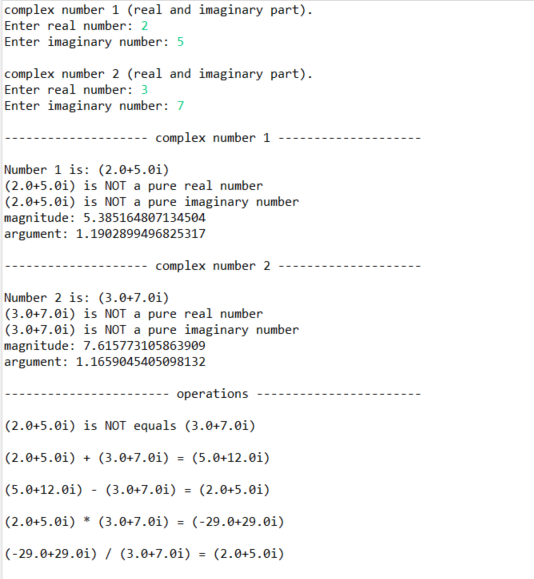 complex number 1 (real and imaginary part).
Enter real number: 2
Enter imaginary number: 5
complex number 2 (real and imaginary part).
Enter real number: 3
Enter imaginary number: 7
-------------------- complex number 1 --------------------
Number 1 is: (2.0+5.0i)
(2.0+5.0i) is NOT a pure real number
(2.0+5.0i) is NOT a pure imaginary number
magnitude: 5.385164807134504
argument: 1.1902899496825317
-------------------- complex number 2 --------------------
Number 2 is: (3.0+7.0i)
(3.0+7.0i) is NOT a pure real number
(3.0+7.0i) is NOT a pure imaginary number
magnitude: 7.615773105863909
argument: 1.1659045405098132
----------------------- operations -----------------------
(2.0+5.0i) is NOT equals (3.0+7.0i)
(2.0+5.0i) + (3.0+7.0i) = (5.0+12.0i)
(5.0+12.0i) - (3.0+7.0i) = (2.0+5.0i)
(2.0+5.0i) * (3.0+7.0i) = (-29.0+29.0i)
(-29.0+29.0i) / (3.0+7.0i) = (2.0+5.0i)